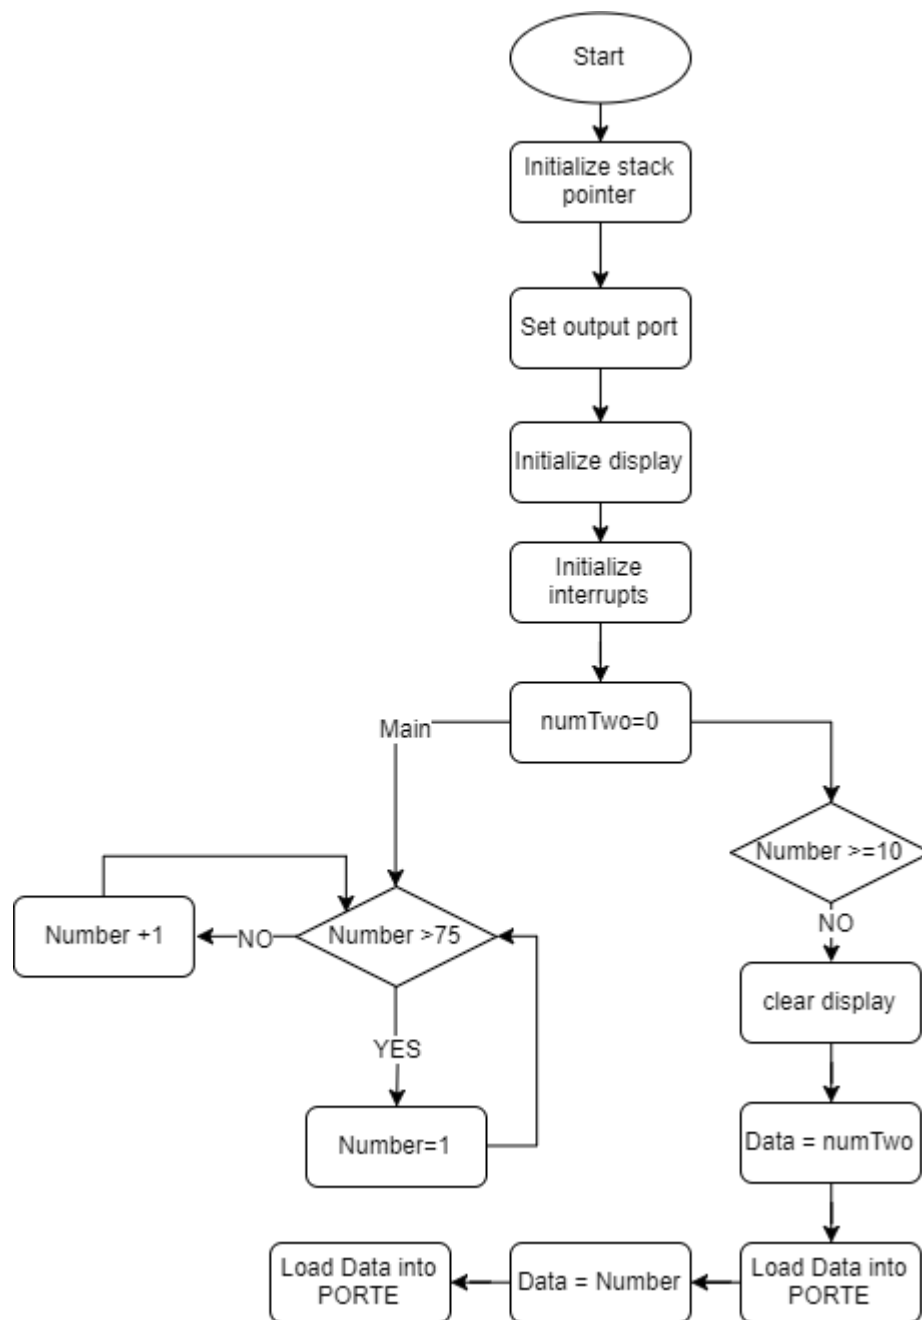 Start
Initialize stack
pointer
Set output port
Initialize display
Initialize
interrupts
numTwo=0
Main
Number >=10
Number +1
NO
Number >75
NO
clear display
YES
Number=1
Data = numTwo
Load Data into
PORTE
Data = Number
Load Data into
PORTE